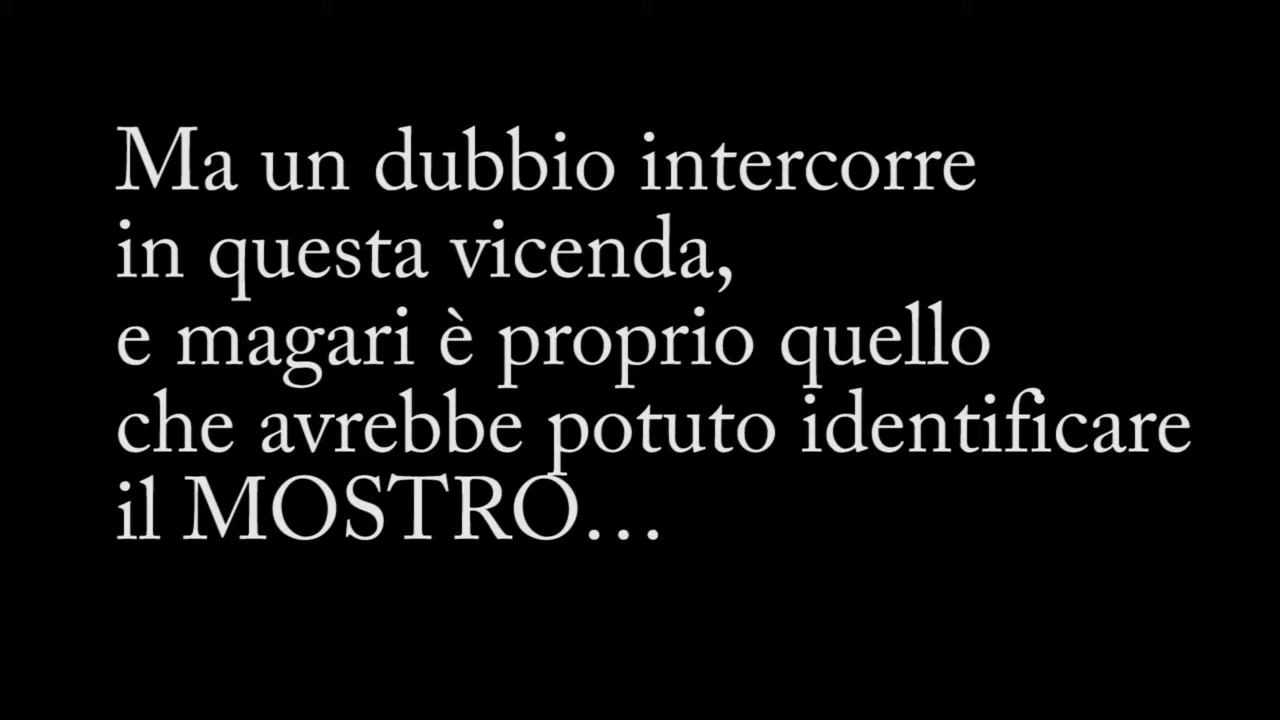 Ma un dubbio intercorre
in questa vicenda,
e magari è proprio quello
che avrebbe potuto identificare
il MOSTRO...